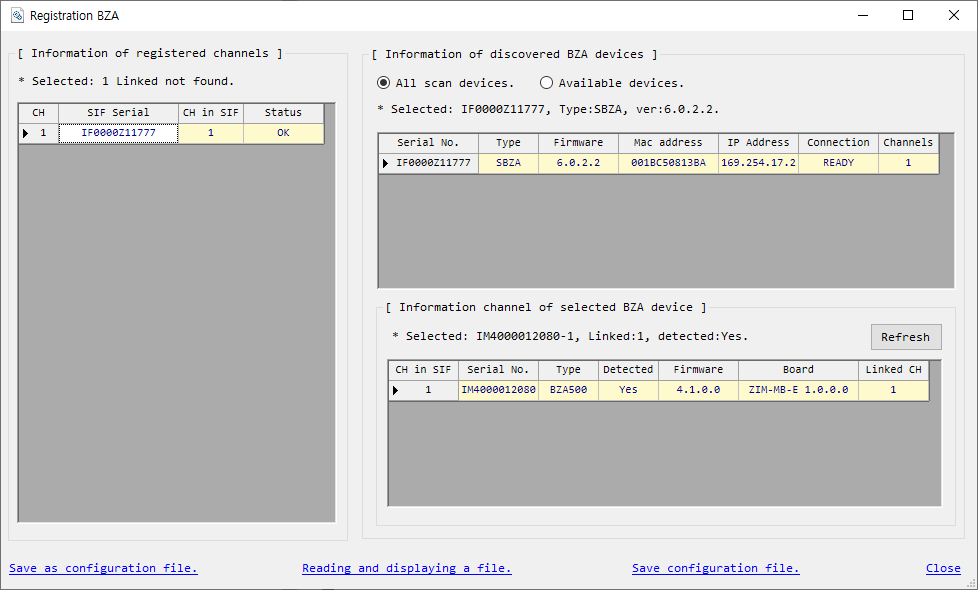 Registration BZA
[ Information of registered channels ]
* Selected: 1 Linked not found.
CH SIF Serial CH in SIF Status
1 IF0000Z11777 1 OK
[ Information of discovered BZA devices ]
All scan devices. Available devices.
* Selected: IF0000Z11777, Type:SBZA, ver:6.0.2.2.
Serial No. Type Firmware Mac address IP Address Connection Channels
IF0000Z11777 SBZA 6.0.2.2 001BC50813BA 169.254.17.2 READY 1
[ Information channel of selected BZA device ]
* Selected: IM4000012080-1, Linked:1, detected:Yes.
Refresh
CH in SIF Serial No. Type Detected Firmware Board Linked CH
1 IM4000012080 BZA500 Yes 4.1.0.0 ZIM-MB-E 1.0.0.0 1
Save as configuration file. Reading and displaying a file. Save configuration file. Close